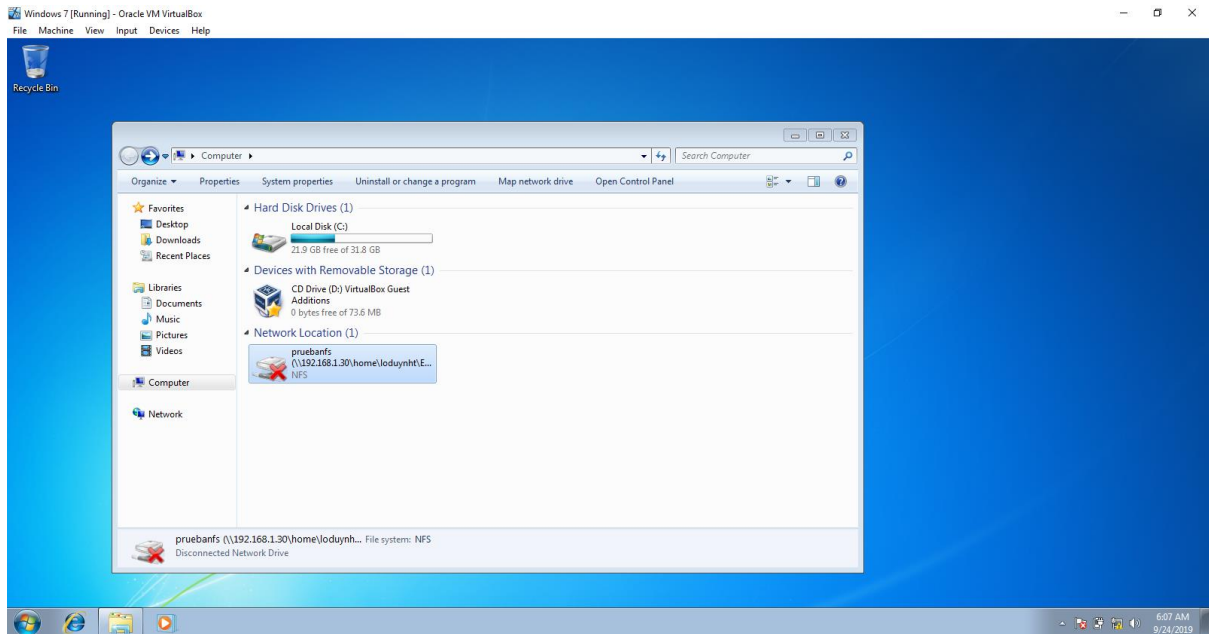 Windows 7 [Running] - Oracle VM VirtualBox
File Machine View Input Devices Help
Recycle Bin
Computer
Search Computer
Organize Properties System properties Uninstall or change a program Map network drive Open Control Panel
Favorites
Desktop
Downloads
Recent Places
Libraries
Documents
Music
Pictures
Videos
Computer
Network
Hard Disk Drives (1)
Local Disk (C:)
21.9 GB free of 31.8 GB
Devices with Removable Storage (1)
CD Drive (D:) VirtualBox Guest
Additions
0 bytes free of 73.6 MB
Network Location (1)
pruebanfs
(\\192.168.1.30\home\loduynht\E...
NFS
pruebanfs (\\192.168.1.30\home\loduynh... File system: NFS
Disconnected Network Drive
6:07 AM
9/24/2019